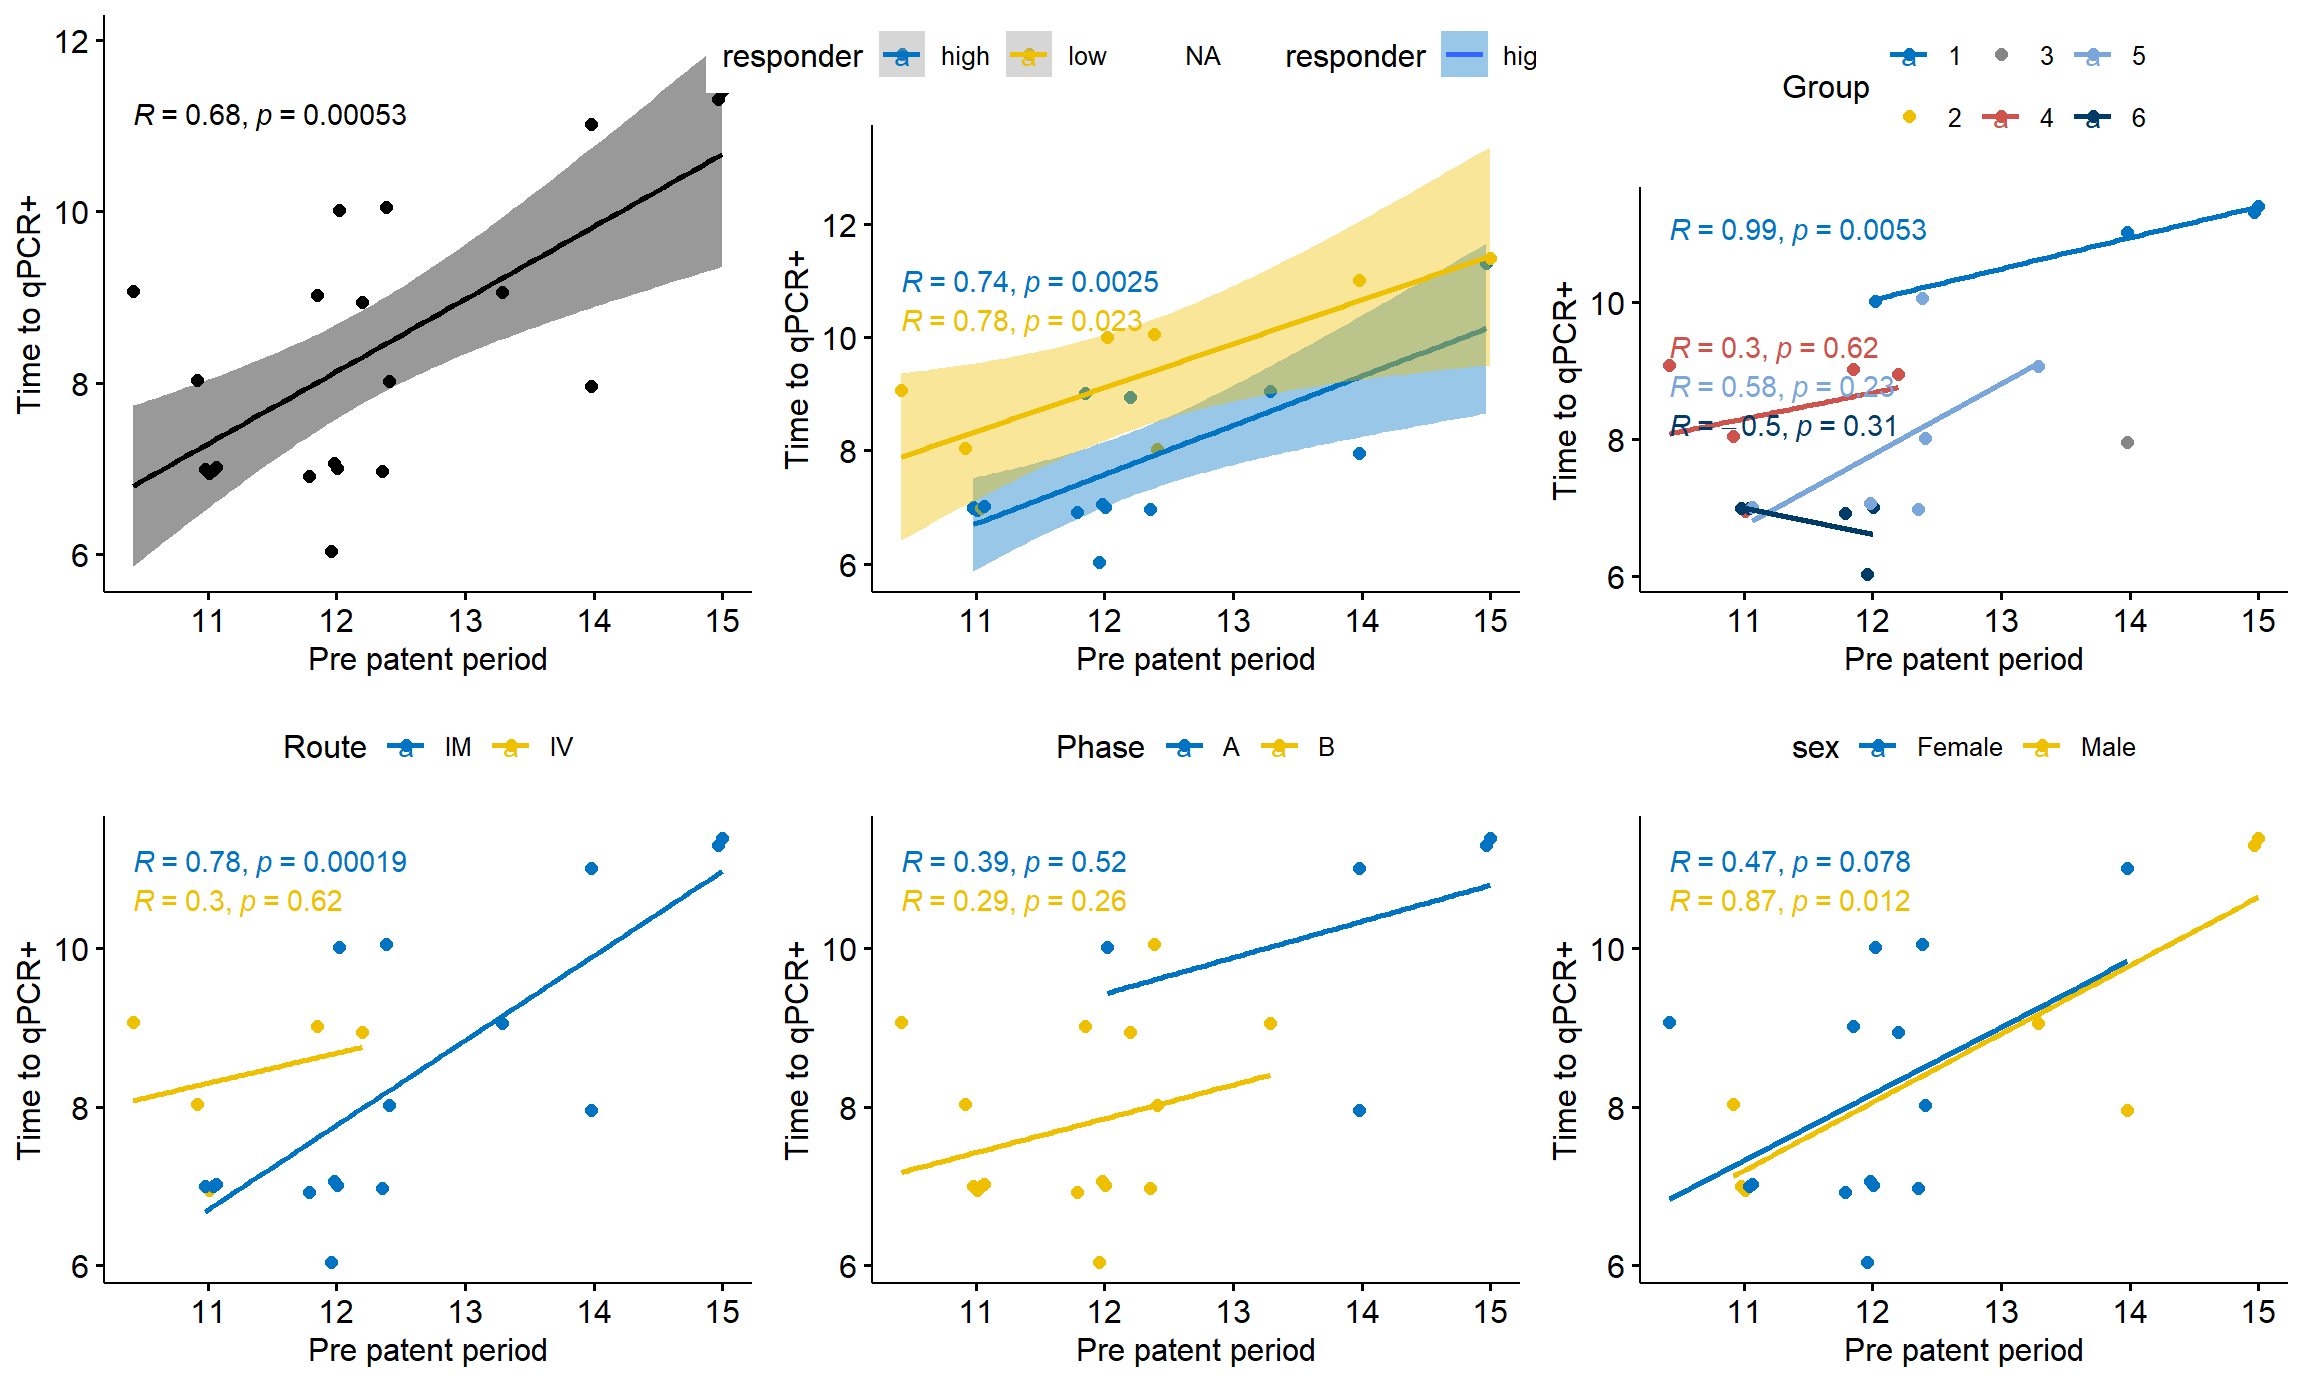 12
10
8
6
Time to qPCR+
R = 0.68, p = 0.00053
11 12 13 14 15
Pre patent period
responder a high a low NA responder hig
12
10
8
6
Time to qPCR+
R = 0.74, p = 0.0025
R = 0.78, p = 0.023
11 12 13 14 15
Pre patent period
Group
a 1 3 a 5
2 a 4 a 6
10
8
6
Time to qPCR+
R = 0.99, p = 0.0053
R = 0.3, p = 0.62
R = 0.58, p = 0.23
R = −0.5, p = 0.31
11 12 13 14 15
Pre patent period
Route a IM a IV
10
8
6
Time to qPCR+
R = 0.78, p = 0.00019
R = 0.3, p = 0.62
11 12 13 14 15
Pre patent period
Phase a A a B
10
8
6
Time to qPCR+
R = 0.39, p = 0.52
R = 0.29, p = 0.26
11 12 13 14 15
Pre patent period
sex a Female a Male
10
8
6
Time to qPCR+
R = 0.47, p = 0.078
R = 0.87, p = 0.012
11 12 13 14 15
Pre patent period